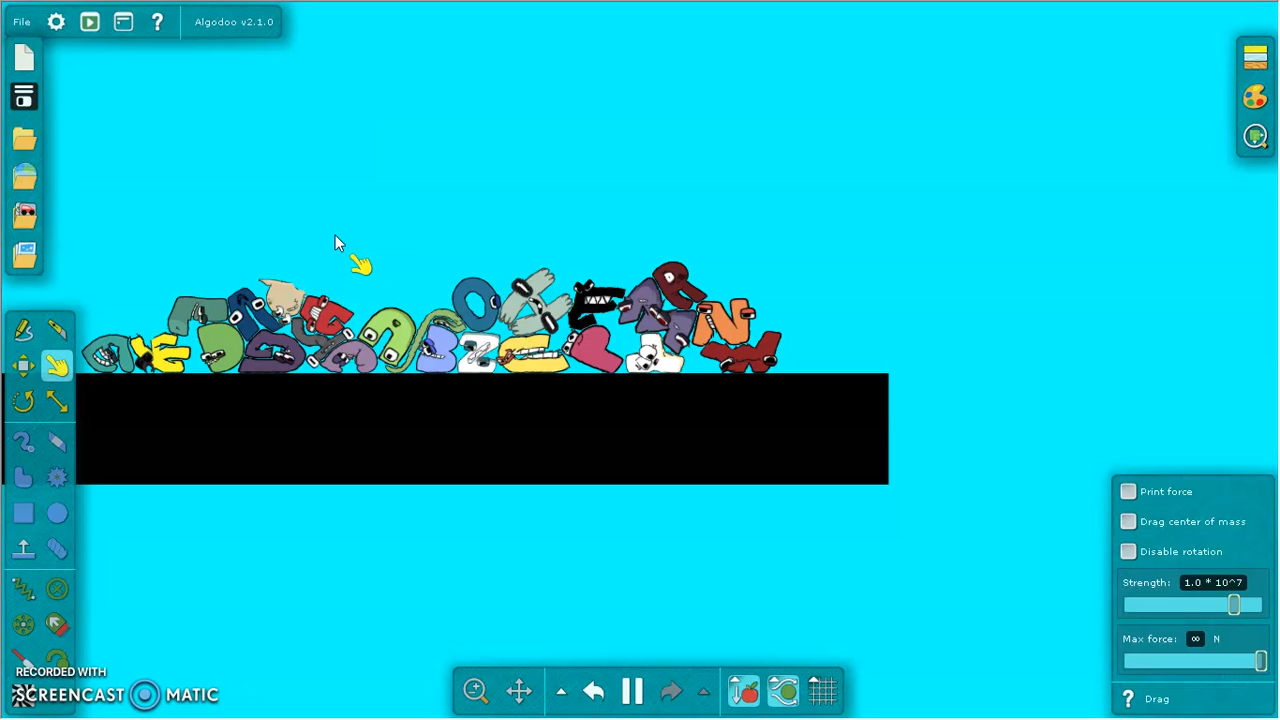 File
Algodoo v2.1.0
Print force
Drag center of mass
Disable rotation
Strength: 1.0 * 10^7
Max force: ∞ N
? Drag
RECORDED WITH
SCREENCAST MATIC